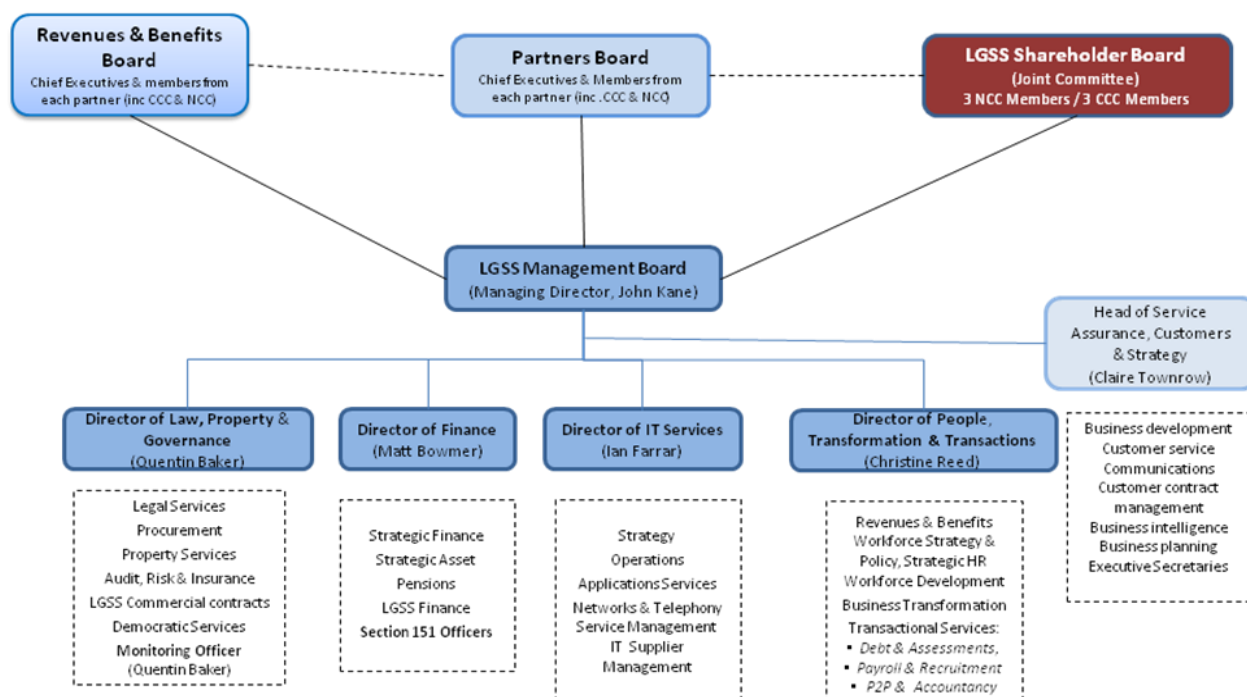 Revenues & Benefits
Board
Chief Executives & members from
each partner (inc CCC & NCC)
Partners Board
Chief Executives & Members from
each partner (inc .CCC & NCC)
LGSS Shareholder Board
(Joint Committee)
3 NCC Members / 3 CCC Members
LGSS Management Board
(Managing Director, John Kane)
Head of Service
Assurance, Customers
& Strategy
(Claire Townrow)
Director of Law, Property &
Governance
(Quentin Baker)
Director of Finance
(Matt Bowmer)
Director of IT Services
(Ian Farrar)
Director of People,
Transformation & Transactions
(Christine Reed)
Legal Services
Procurement
Property Services
Audit, Risk & Insurance
LGSS Commercial contracts
Democratic Services
Monitoring Officer
(Quentin Baker)
Strategic Finance
Strategic Asset
Pensions
LGSS Finance
Section 151 Officers
Strategy
Operations
Applications Services
Networks & Telephony
Service Management
IT Supplier
Management
Revenues & Benefits
Workforce Strategy &
Policy, Strategic HR
Workforce Development
Business Transformation
Transactional Services:
▪ Debt & Assessments,
▪ Payroll & Recruitment
▪ P2P & Accountancy
Business development
Customer service
Communications
Customer contract
management
Business intelligence
Business planning
Executive Secretaries